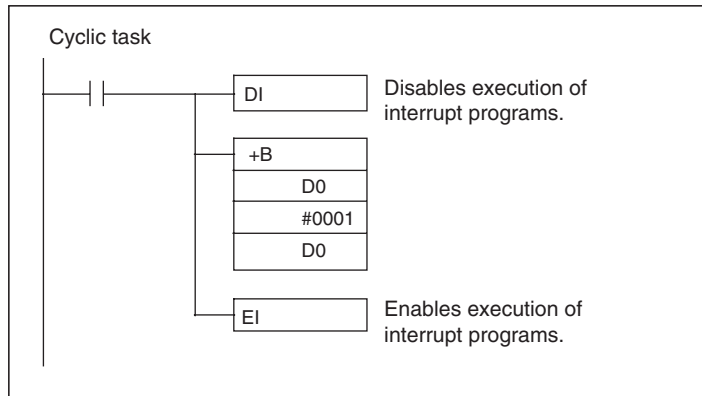 Cyclic task
DI
Disables execution of
interrupt programs.
+B
D0
#0001
D0
EI
Enables execution of
interrupt programs.